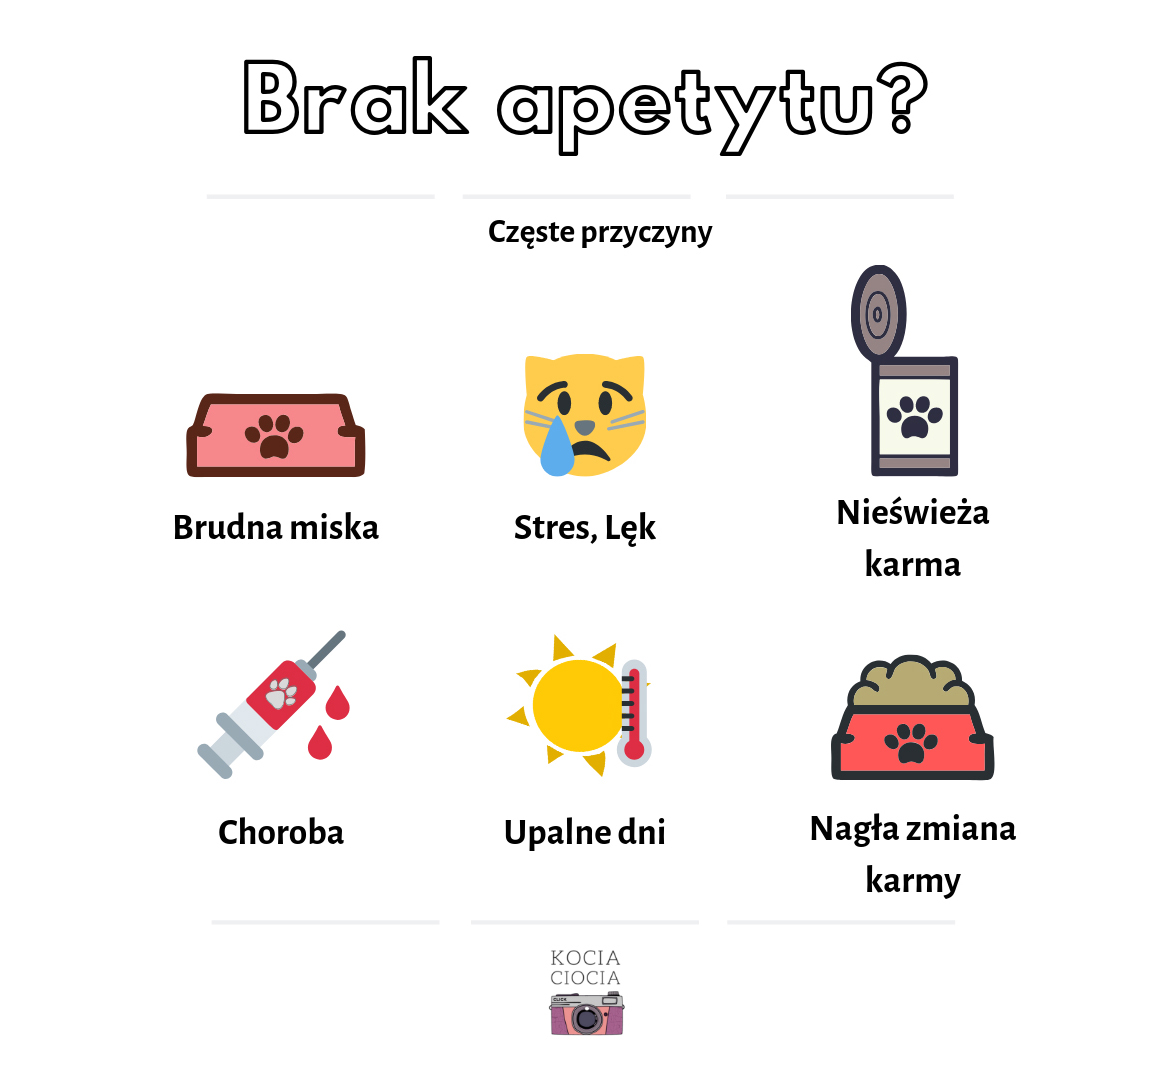 Brak apetytu?
Częste przyczyny
Brudna miska
Stres, Lęk
Nieświeża
karma
Choroba
Upalne dni
Nagła zmiana
karmy
KOCIA
CIOCIA
CLICK